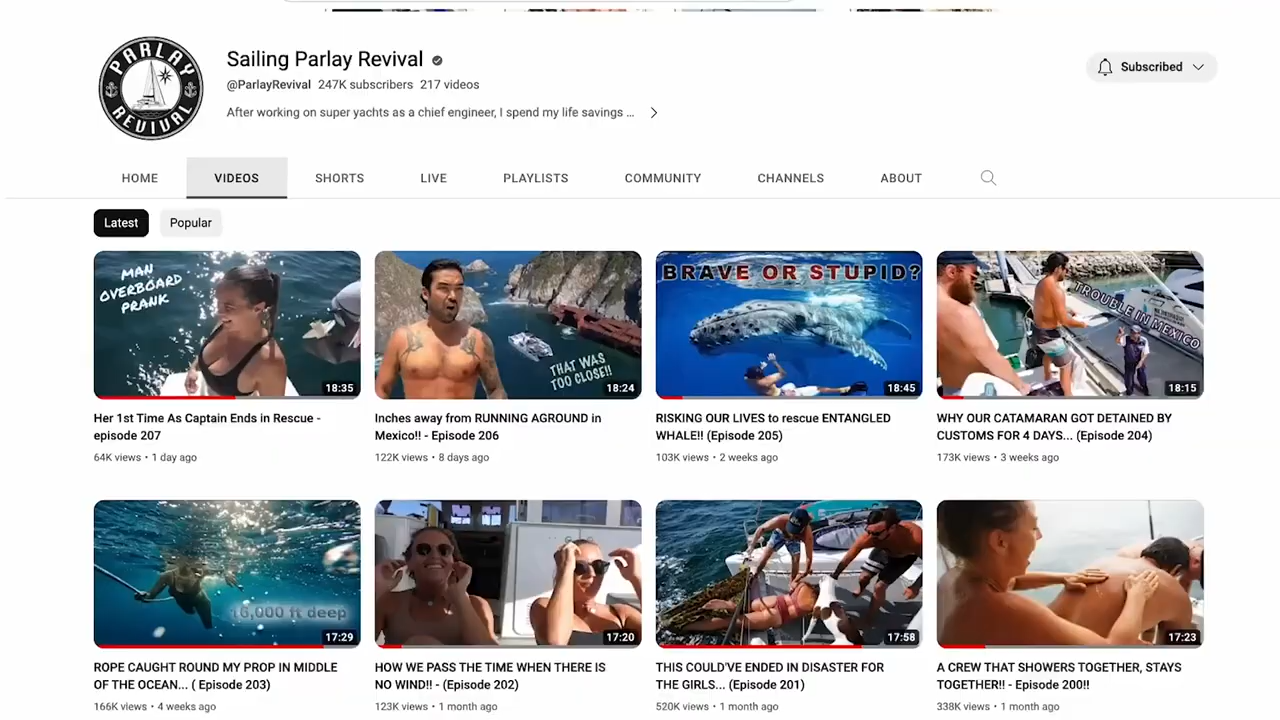 PARLAY
REVIVAL
Sailing Parlay Revival
@ParlayRevival 247K subscribers 217 videos
After working on super yachts as a chief engineer, I spend my life savings ...
Subscribed
HOME VIDEOS SHORTS LIVE PLAYLISTS COMMUNITY CHANNELS ABOUT
Latest Popular
MAN
OVERBOARD
PRANK
18:35
THAT WAS
TOO CLOSE!!
18:24
BRAVE OR STUPID?
18:45
TROUBLE IN MEXICO
18:15
Her 1st Time As Captain Ends in Rescue -
episode 207
64K views • 1 day ago
Inches away from RUNNING AGROUND in
Mexico!! - Episode 206
122K views • 8 days ago
RISKING OUR LIVES to rescue ENTANGLED
WHALE!! (Episode 205)
103K views • 2 weeks ago
WHY OUR CATAMARAN GOT DETAINED BY
CUSTOMS FOR 4 DAYS... (Episode 204)
173K views • 3 weeks ago
16,000 ft deep
17:29
17:20
17:58
17:23
ROPE CAUGHT ROUND MY PROP IN MIDDLE
OF THE OCEAN... ( Episode 203)
166K views • 4 weeks ago
HOW WE PASS THE TIME WHEN THERE IS
NO WIND!! - (Episode 202)
123K views • 1 month ago
THIS COULD'VE ENDED IN DISASTER FOR
THE GIRLS... (Episode 201)
520K views • 1 month ago
A CREW THAT SHOWERS TOGETHER, STAYS
TOGETHER!! - Episode 200!!
338K views • 1 month ago